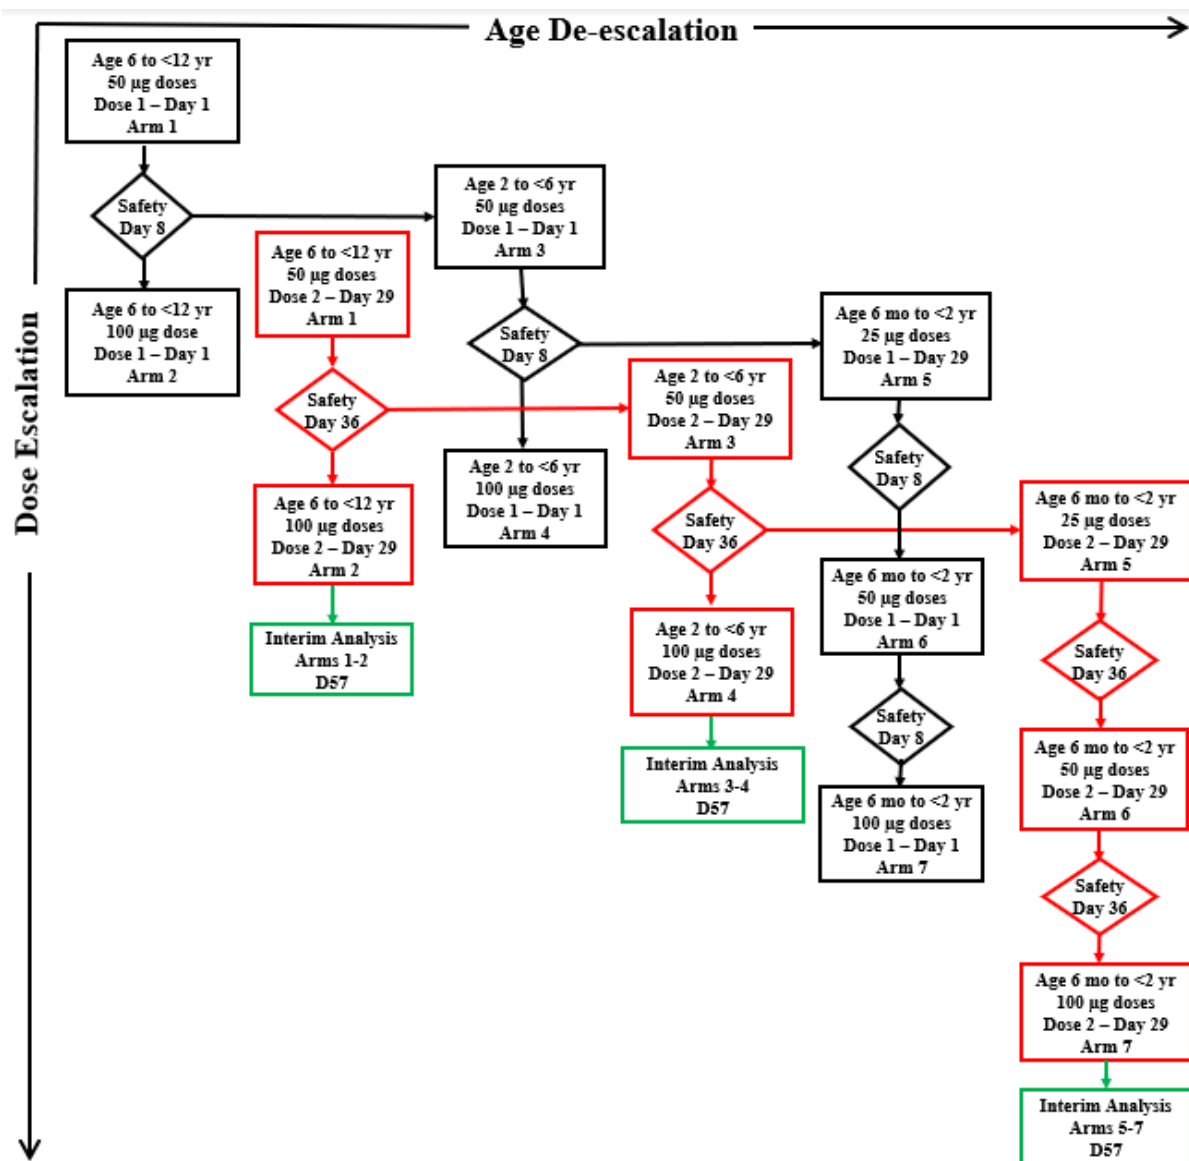 Age De-escalation
Dose Escalation
Age 6 to <12 yr
50 µg doses
Dose 1 – Day 1
Arm 1
Safety
Day 8
Age 6 to <12 yr
100 µg dose
Dose 1 – Day 1
Arm 2
Age 6 to <12 yr
50 µg doses
Dose 2 – Day 29
Arm 1
Safety
Day 36
Age 6 to <12 yr
100 µg doses
Dose 2 – Day 29
Arm 2
Interim Analysis
Arms 1-2
D57
Age 2 to <6 yr
50 µg doses
Dose 1 – Day 1
Arm 3
Safety
Day 8
Age 2 to <6 yr
100 µg doses
Dose 1 – Day 1
Arm 4
Age 2 to <6 yr
50 µg doses
Dose 2 – Day 29
Arm 3
Safety
Day 36
Age 2 to <6 yr
100 µg doses
Dose 2 – Day 29
Arm 4
Interim Analysis
Arms 3-4
D57
Age 6 mo to <2 yr
25 µg doses
Dose 1 – Day 29
Arm 5
Safety
Day 8
Age 6 mo to <2 yr
50 µg doses
Dose 1 – Day 1
Arm 6
Safety
Day 8
Age 6 mo to <2 yr
100 µg doses
Dose 1 – Day 1
Arm 7
Age 6 mo to <2 yr
25 µg doses
Dose 2 – Day 29
Arm 5
Safety
Day 36
Age 6 mo to <2 yr
50 µg doses
Dose 2 – Day 29
Arm 6
Safety
Day 36
Age 6 mo to <2 yr
100 µg doses
Dose 2 – Day 29
Arm 7
Interim Analysis
Arms 5-7
D57